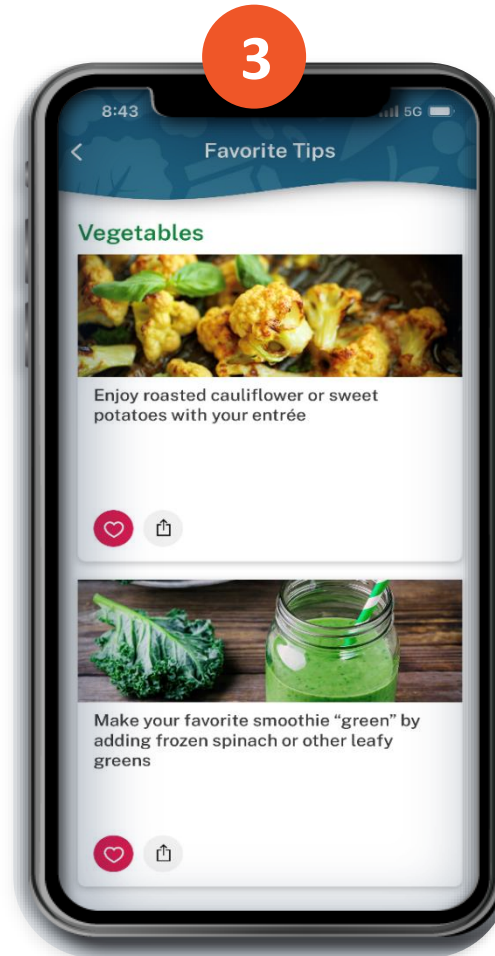 3
8:43
5G
Favorite Tips
Vegetables
Enjoy roasted cauliflower or sweet
potatoes with your entrée
Make your favorite smoothie “green” by
adding frozen spinach or other leafy
greens